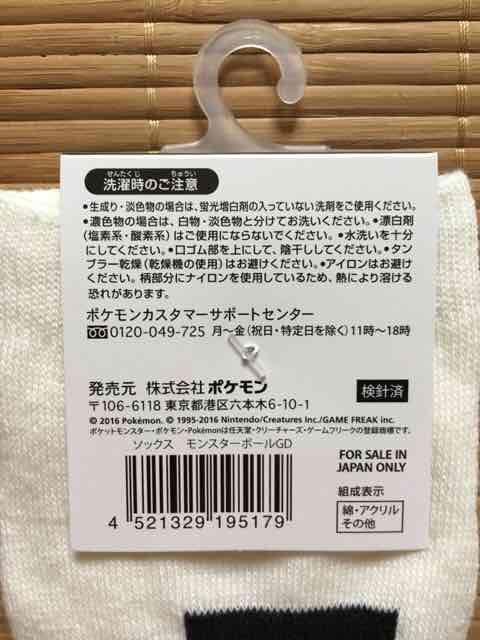 せんたくじ ちゅうい
洗濯時のご注意
●生成り・淡色物の場合は、蛍光増白剤の入っていない洗剤をご使用ください。
●濃色物の場合は、白物・淡色物と分けてお洗いください。●漂白剤
（塩素系・酸素系）はご使用にならないでください。●水洗いを十分
にしてください。●口ゴム部を上にして、陰干ししてください。●タン
ブラー乾燥（乾燥機の使用）はお避けください。●アイロンはお避け
ください。柄部分にナイロンを使用しているため、熱により溶ける
恐れがあります。
ポケモンカスタマーサポートセンター
0120-049-725 月〜金（祝日・特定日を除く）11時〜18時
発売元 株式会社ポケモン 検針済
〒106-6118 東京都港区六本木6-10-1
©2016 Pokémon. ©1995-2016 Nintendo/Creatures Inc./GAME FREAK inc.
ポケットモンスター・ポケモン・Pokémonは任天堂・クリーチャーズ・ゲームフリークの登録商標です。
ソックス モンスターボールGD
FOR SALE IN
JAPAN ONLY
組成表示
綿・アクリル
その他
4 521329 195179